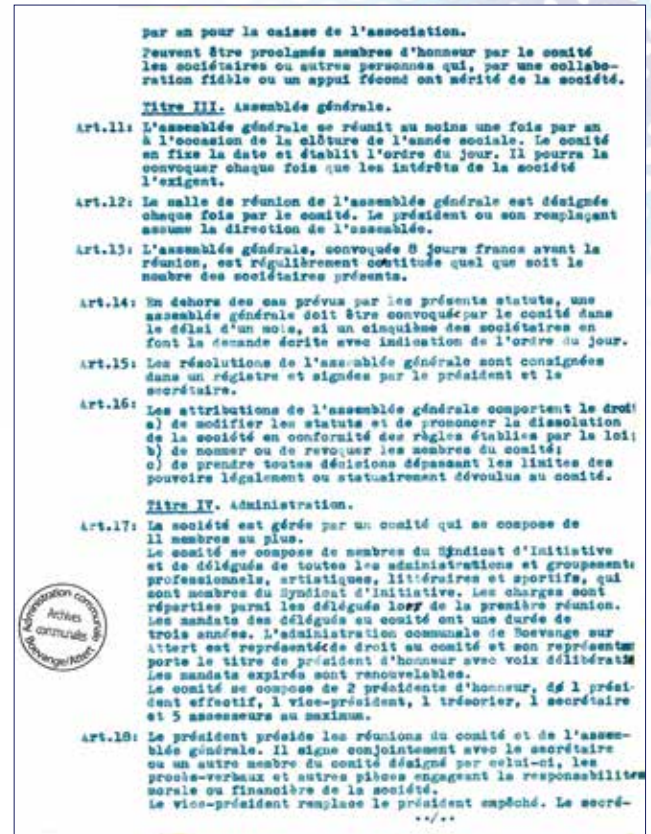 par an pour la caisse de l'association.
Peuvent être proclamés membres d'honneur par le comité
les sociétaires ou autres personnes qui, par une collabo-
ration fidèle ou un appui fécond ont mérité de la société.
Titre III. Assemblée générale.
Art.11: L'assemblée générale se réunit au moins une fois par an
à l'occasion de la clôture de l'année sociale. Le comité
en fixe la date et établit l'ordre du jour. Il pourra la
convoquer chaque fois que les intérêts de la société
l'exigent.
Art.12: La salle de réunion de l'assemblée générale est désignée
chaque fois par le comité. Le président ou son remplaçant
assume la direction de l'assemblée.
Art.13: L'assemblée générale, convoquée 8 jours francs avant la
réunion, est régulièrement constituée quel que soit le
nombre des sociétaires présents.
Art.14: En dehors des cas prévus par les présents statuts, une
assemblée générale doit être convoquée par le comité dans
le délai d'un mois, si un cinquième des sociétaires en
font la demande écrite avec indication de l'ordre du jour.
Art.15: Les résolutions de l'assemblée générale sont consignées
dans un régistre et signées par le président et le
secrétaire.
Art.16:
Les attributions de l'assemblée générale comportent le droit
a) de modifier les statuts et de prononcer la dissolution
de la société en conformité des règles établies par la loi;
b) de nommer ou de revoquer les membres du comité;
c) de prendre toutes décisions dépassant les limites des
pouvoirs légalement ou statuairement dévoulus au comité.
Titre IV. Administration.
Art.17: La société est gérée par un comité qui se compose de
11 membres au plus.
Le comité se compose de membres du Syndicat d'Initiative
et de délégués de toutes les administrations et groupements
professionnels, artistiques, littéraires et sportifs, qui
sont membres du Syndicat d'Initiative. Les charges sont
réparties parmi les délégués lors de la première réunion.
Les mandats des délégués au comité ont une durée de
trois années. L'administration communale de Boevange sur
Attert est représentée de droit au comité et son représentant
porte le titre de président d'honneur avec voix délibérative
Les mandats expirés sont renouvelables.
Le comité se compose de 2 présidents d'honneur, de 1 prési-
dent effectif, 1 vice-président, 1 trésorier, 1 secrétaire
et 5 assesseurs au maximum.
Art.18: Le président préside les réunions du comité et de l'assem-
blée générale. Il signe conjointement avec le secrétaire
ou un autre membre du comité désigné par celui-ci, les
procès-verbaux et autres pièces engageant la responsabilité
morale ou financière de la société.
Le vice-président remplace le président empêché. Le secré-
../..
Administration communale
Archives
communales
Boevange/Attert